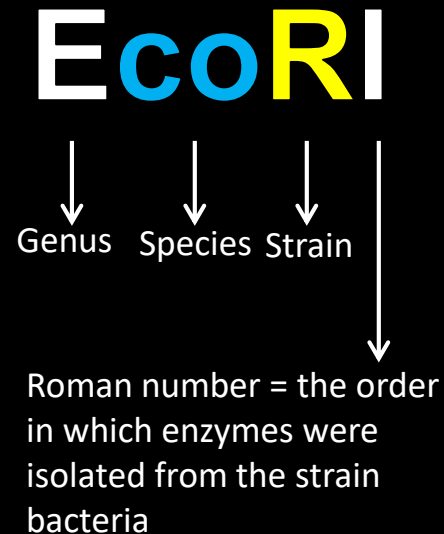 EcoRI
Genus Species Strain
Roman number = the order
in which enzymes were
isolated from the strain
bacteria